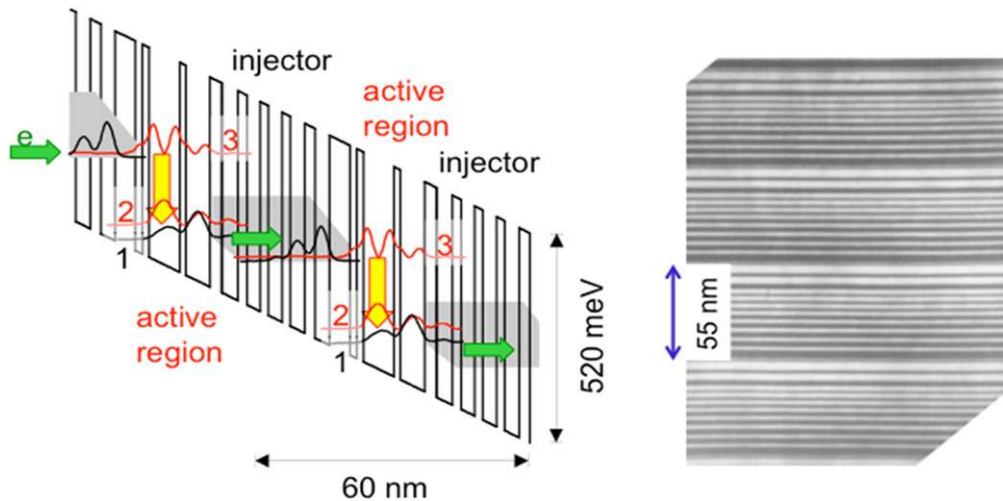 injector
active
region
injector
e
3
2
1
3
active
region
2
1
520 meV
60 nm
55 nm